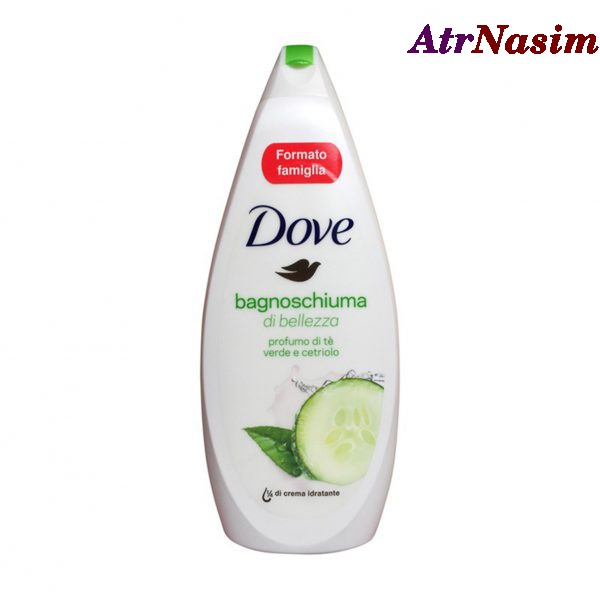 AtrNasim
Formato
famiglia
Dove
bagnoschiuma
di bellezza
profumo di tè
verde e cetriolo
¼ di crema idratante